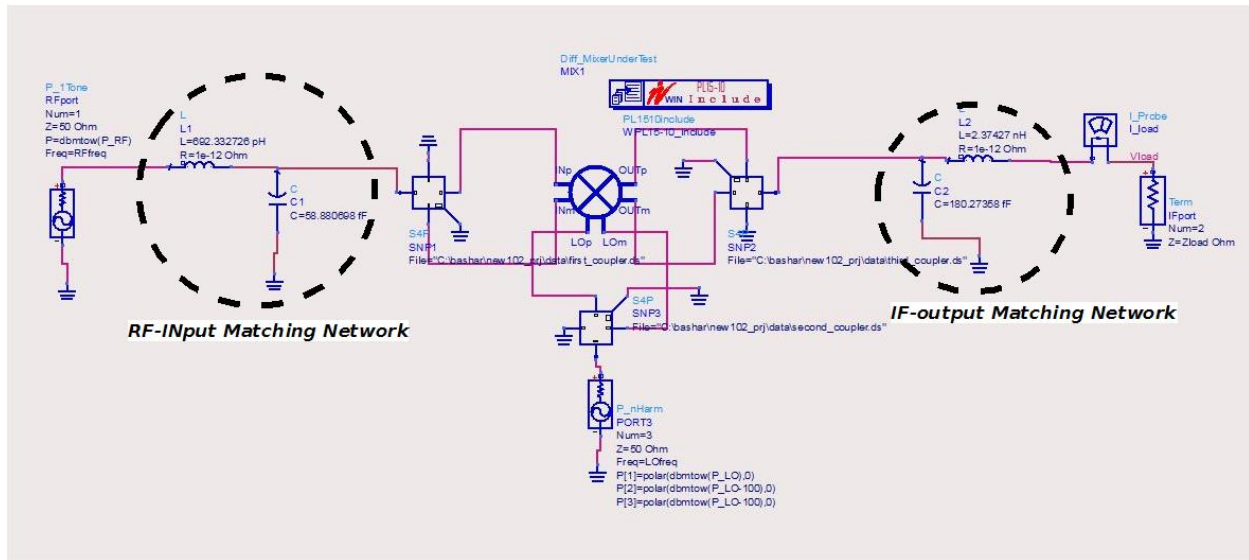 Diff_MixerUnderTest
MIX1
PL15-10
WIN Include
PL1510include
WPL15-10_Include
P_1Tone
RFport
Num=1
Z=50 Ohm
P=dbmtow(P_RF)
Freq=RFfreq
L
L1
L=692.332726 pH
R=1e-12 Ohm
C
C1
C=58.880698 fF
RF-INput Matching Network
S4P
SNP1
File="C:\bashar\new102_prj\data\first_coupler.ds"
Np
INm
OUTp
OUTm
LOp
LOm
SNP2
File="C:\bashar\new102_prj\data\third_coupler.ds"
S4P
SNP3
File="C:\bashar\new102_prj\data\second_coupler.ds"
L2
L=2.37427 nH
R=1e-12 Ohm
C
C2
C=180.27358 fF
IF-output Matching Network
I_Probe
I_load
Vload
Term
IFport
Num=2
Z=Zload Ohm
P_nHarm
PORT3
Num=3
Z=50 Ohm
Freq=LOfreq
P[1]=polar(dbmtow(P_LO),0)
P[2]=polar(dbmtow(P_LO-100),0)
P[3]=polar(dbmtow(P_LO-100),0)